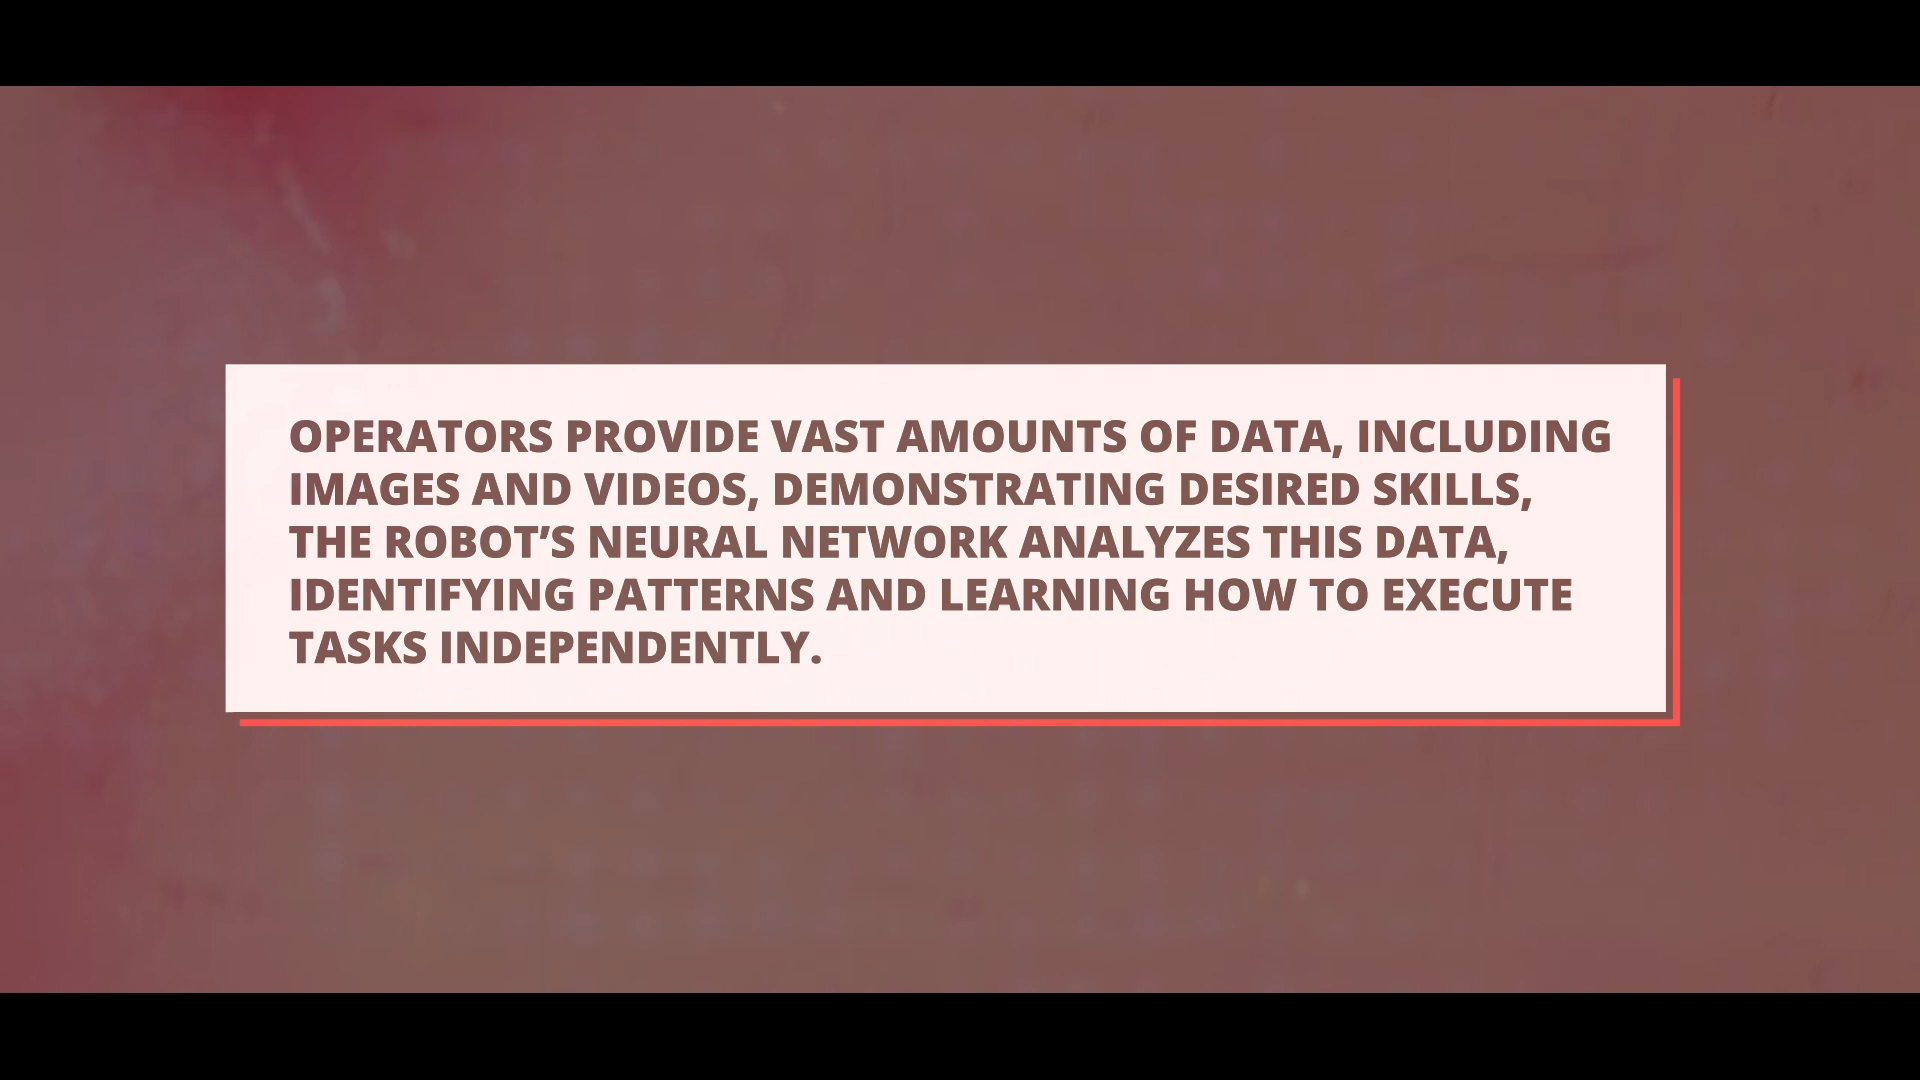 OPERATORS PROVIDE VAST AMOUNTS OF DATA, INCLUDING
IMAGES AND VIDEOS, DEMONSTRATING DESIRED SKILLS,
THE ROBOT’S NEURAL NETWORK ANALYZES THIS DATA,
IDENTIFYING PATTERNS AND LEARNING HOW TO EXECUTE
TASKS INDEPENDENTLY.